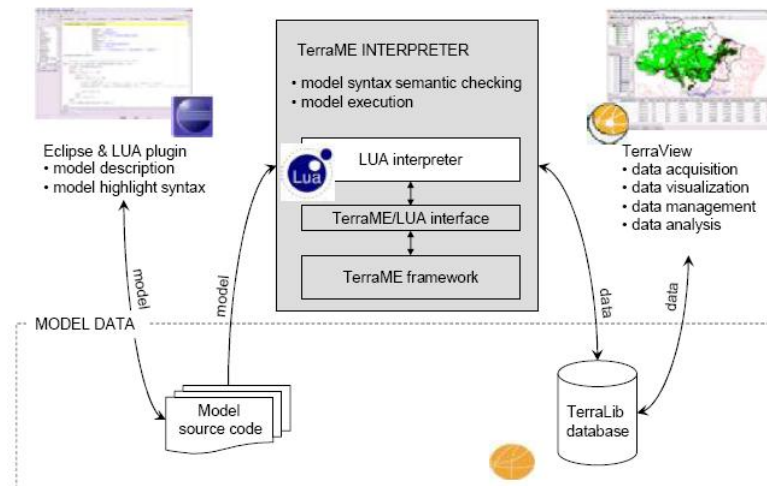 TerraME INTERPRETER
• model syntax semantic checking
• model execution
Lua
LUA interpreter
TerraME/LUA interface
TerraME framework
Eclipse & LUA plugin
• model description
• model highlight syntax
TerraView
• data acquisition
• data visualization
• data management
• data analysis
model
model
data
data
MODEL DATA
Model
source code
TerraLib
database